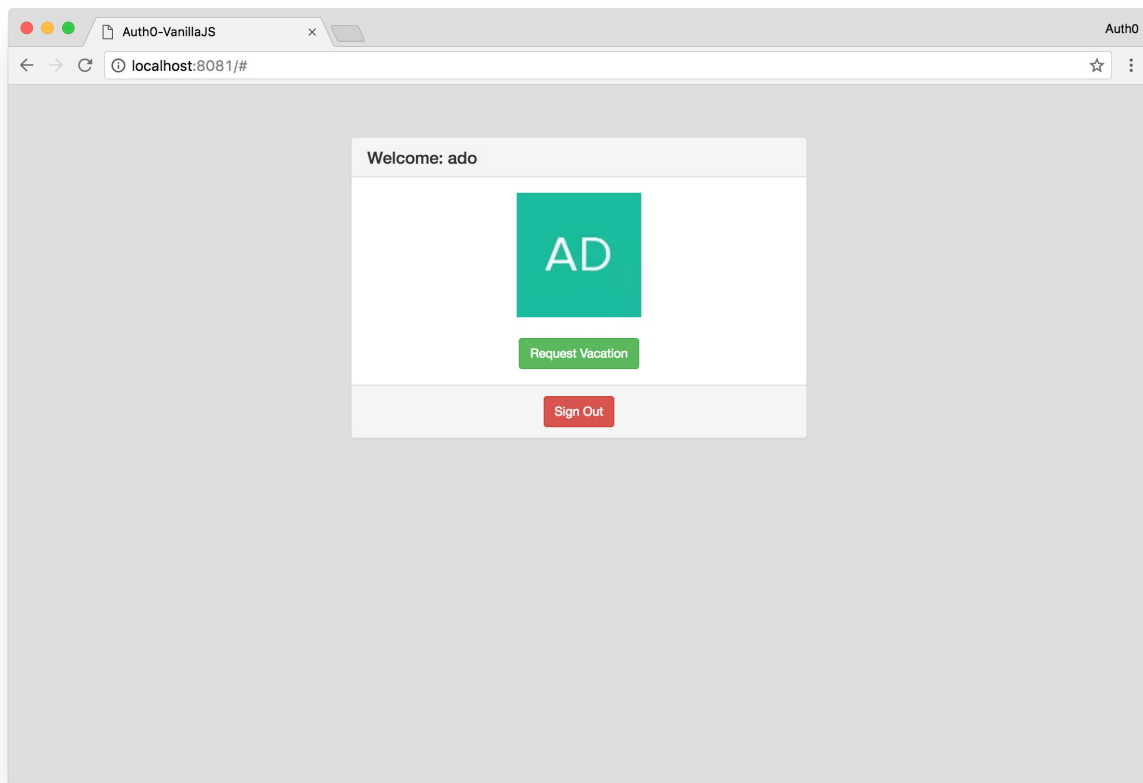 Auth0-VanillaJS
Auth0
localhost:8081/#
Welcome: ado
AD
Request Vacation
Sign Out